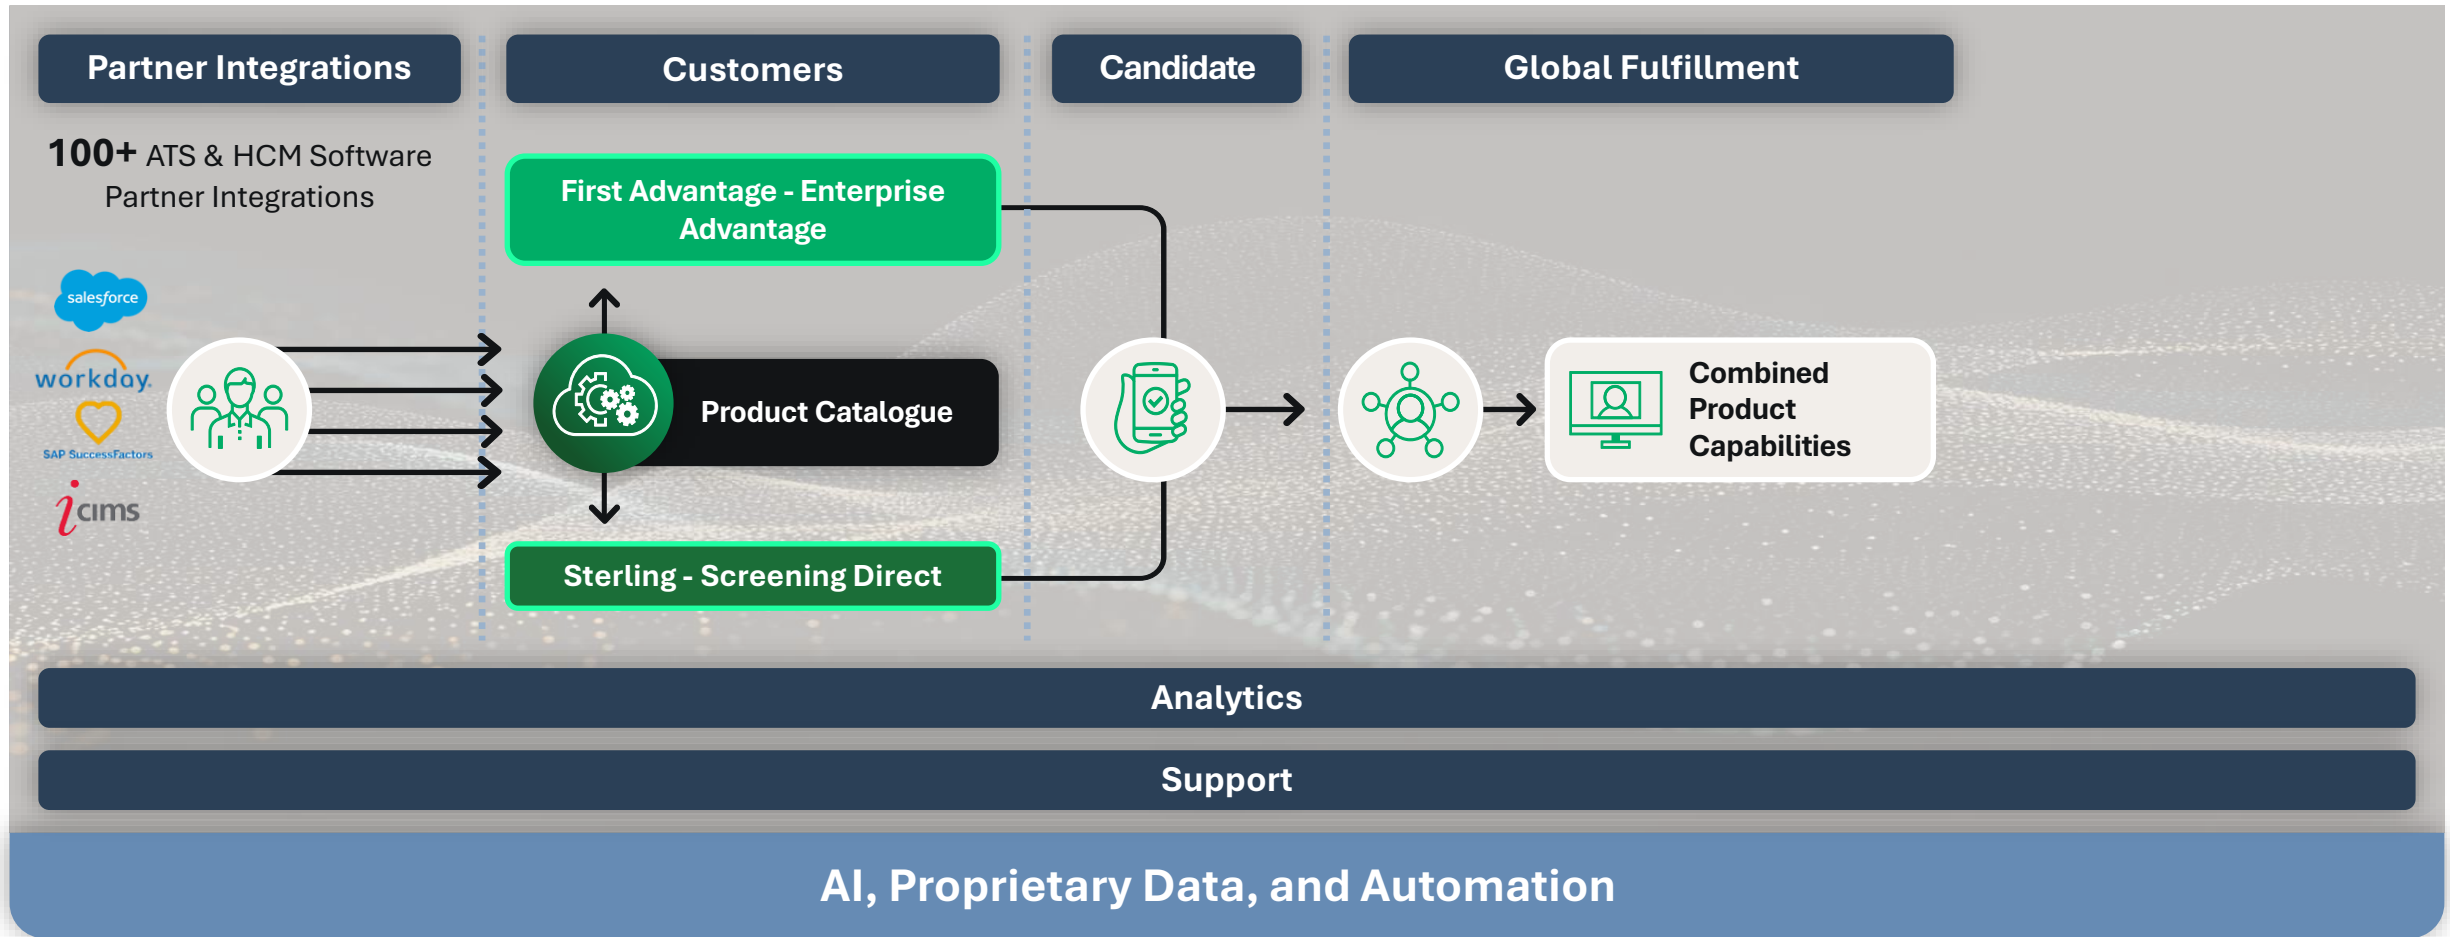 Partner Integrations
Customers
Candidate
Global Fulfillment
100+ ATS & HCM Software
Partner Integrations
First Advantage - Enterprise
Advantage
salesforce
workday.
SAP SuccessFactors
icims
Product Catalogue
Combined
Product
Capabilities
Sterling - Screening Direct
Analytics
Support
AI, Proprietary Data, and Automation